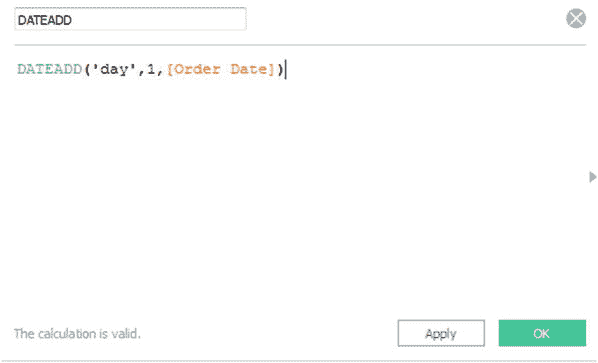 DATEADD
DATEADD('day',1,[Order Date])
The calculation is valid.
Apply
OK